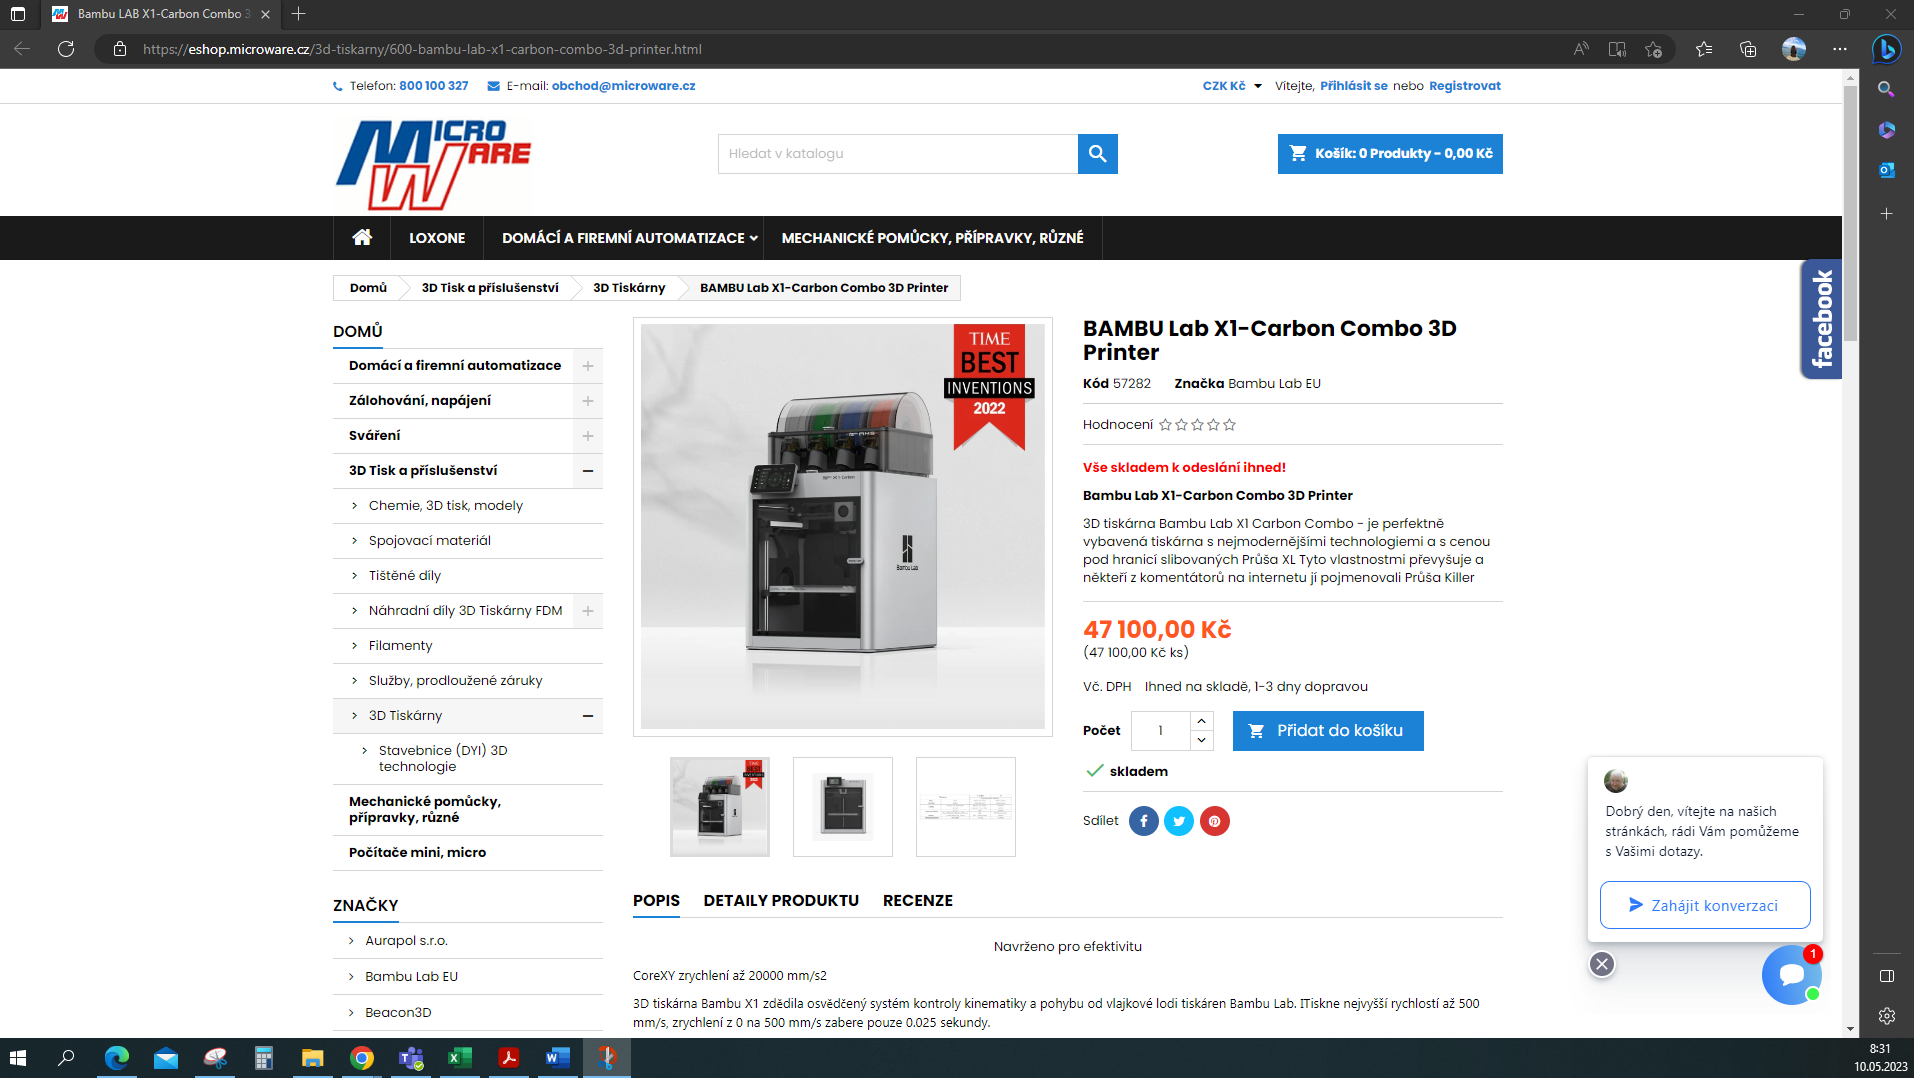 Bambu LAB X1-Carbon Combo 3
https://eshop.microware.cz/3d-tiskarny/600-bambu-lab-x1-carbon-combo-3d-printer.html
Telefon: 800 100 327 E-mail: obchod@microware.cz
CZK Kč Vítejte, Přihlásit se nebo Registrovat
MICRO WARE
Hledat v katalogu
Košík: 0 Produkty - 0,00 Kč
LOXONE DOMÁCÍ A FIREMNÍ AUTOMATIZACE MECHANICKÉ POMŮCKY, PŘÍPRAVKY, RŮZNÉ
Domů 3D Tisk a příslušenství 3D Tiskárny BAMBU Lab X1-Carbon Combo 3D Printer
facebook
DOMŮ
Domácí a firemní automatizace
Zálohování, napájení
Sváření
3D Tisk a příslušenství
Chemie, 3D tisk, modely
Spojovací materiál
Tištěné díly
Náhradní díly 3D Tiskárny FDM
Filamenty
Služby, prodloužené záruky
3D Tiskárny
Stavebnice (DYI) 3D
technologie
Mechanické pomůcky,
přípravky, různé
Počítače mini, micro
ZNAČKY
Aurapol s.r.o.
Bambu Lab EU
Beacon3D
TIME
BEST
INVENTIONS
2022
X1-Carbon
Bambu Lab
BAMBU Lab X1-Carbon Combo 3D
Printer
Kód 57282 Značka Bambu Lab EU
Hodnocení
Vše skladem k odeslání ihned!
Bambu Lab X1-Carbon Combo 3D Printer
3D tiskárna Bambu Lab X1 Carbon Combo - je perfektně
vybavená tiskárna s nejmodernějšími technologiemi a s cenou
pod hranicí slibovaných Průša XL Tyto vlastnostmi převyšuje a
někteří z komentátorů na internetu jí pojmenovali Průša Killer
47 100,00 Kč
(47 100,00 Kč ks)
Vč. DPH Ihned na skladě, 1-3 dny dopravou
Počet 1 Přidat do košíku
skladem
Sdílet
POPIS DETAILY PRODUKTU RECENZE
Navrženo pro efektivitu
CoreXY zrychlení až 20000 mm/s2
3D tiskárna Bambu X1 zdědila osvědčený systém kontroly kinematiky a pohybu od vlajkové lodi tiskáren Bambu Lab. ITiskne nejvyšší rychlostí až 500
mm/s, zrychlení z 0 na 500 mm/s zabere pouze 0.025 sekundy.
Dobrý den, vítejte na našich
stránkách, rádi Vám pomůžeme
s Vašimi dotazy.
Zahájit konverzaci
1
8:31
10.05.2023